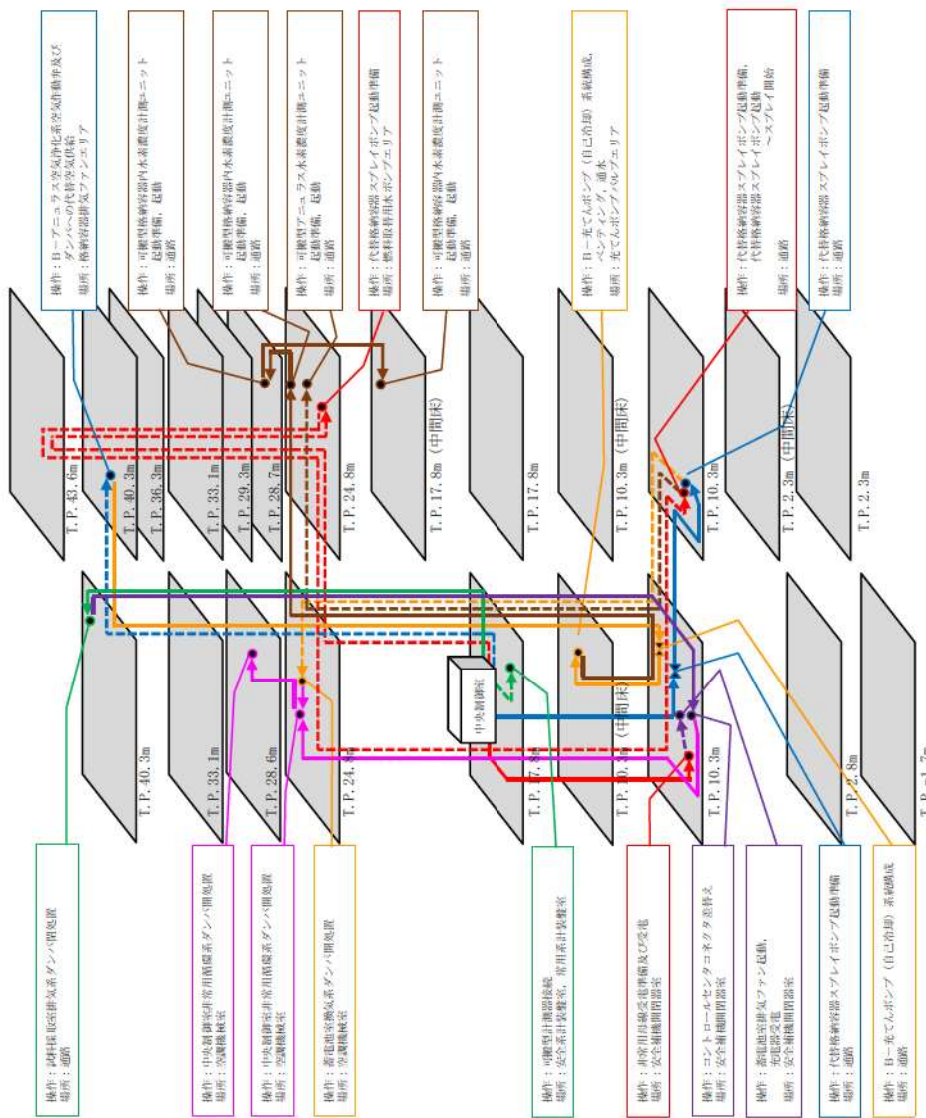 操作：B－アニュラス空気浄化系空気作動弁及び
ダンパへの代替空気供給
場所：格納容器排気ファンエリア
操作：可搬型格納容器内水素濃度計測ユニット
起動準備，起動
場所：通路
操作：可搬型格納容器内水素濃度計測ユニット
起動準備，起動
場所：通路
操作：可搬型アニュラス水素濃度計測ユニット
起動準備，起動
場所：通路
操作：代替格納容器スプレイポンプ起動準備
場所：燃料取替用水ポンプエリア
操作：可搬型格納容器内水素濃度計測ユニット
起動準備，起動
場所：通路
操作：B－充てんポンプ（自己冷却）系統構成，
ベンティング，通水
場所：充てんポンプバルブエリア
操作：代替格納容器スプレイポンプ起動準備，
代替格納容器スプレイポンプ起動
～スプレイ開始
場所：通路
操作：代替格納容器スプレイポンプ起動準備
場所：通路
T.P.43.6m
T.P.40.3m
T.P.36.3m
T.P.33.1m
T.P.29.3m
T.P.28.7m
T.P.24.8m
T.P.17.8m（中間床）
T.P.17.8m
T.P.10.3m（中間床）
T.P.10.3m
T.P.2.3m（中間床）
T.P.2.3m
中央制御室
T.P.40.3m
T.P.33.1m
T.P.28.6m
T.P.24.8m
T.P.17.8m
T.P.10.3m（中間床）
T.P.10.3m
T.P.2.8m
T.P.-1.7m
操作：試料採取室排気系ダンパ閉処置
場所：通路
操作：中央制御室非常用循環系ダンパ開処置
場所：空調機械室
操作：中央制御室非常用循環系ダンパ開処置
場所：空調機械室
操作：蓄電池室換気系ダンパ開処置
場所：空調機械室
操作：可搬型計測器接続
場所：安全系計装盤室，常用系計装盤室
操作：非常用母線受電準備及び受電
場所：安全補機開閉器室
操作：コントロールセンタコネクタ差替え
場所：安全補機開閉器室
操作：蓄電池室排気ファン起動，
充電器受電
場所：安全補機開閉器室
操作：代替格納容器スプレイポンプ起動準備
場所：通路
操作：B－充てんポンプ（自己冷却）系統構成
場所：通路